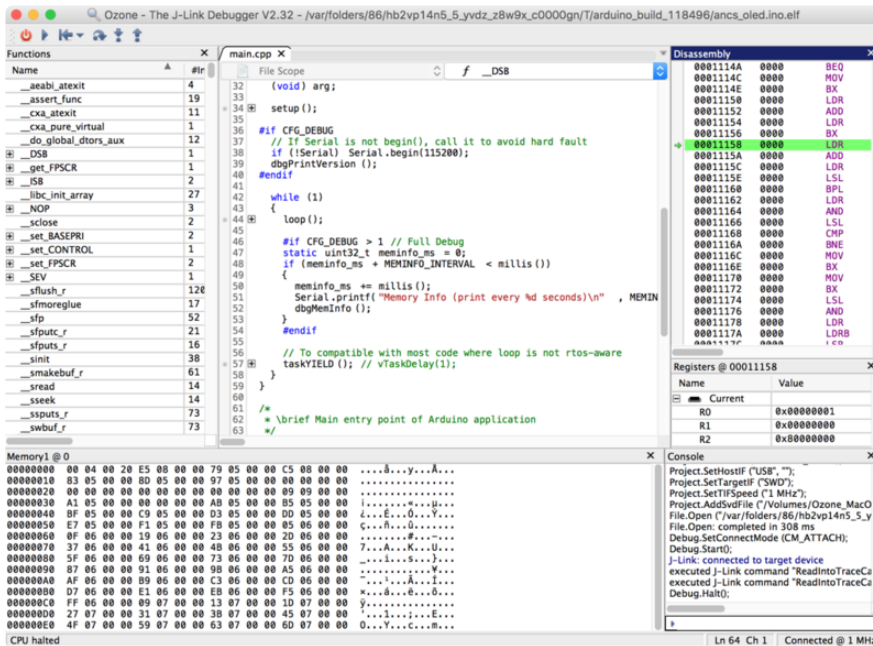 Ozone - The J-Link Debugger V2.32 - /var/folders/86/hb2vp14n5_5_yvdz_z8w9x_c0000gn/T/arduino_build_118496/ancs_oled.ino.elf
Functions
Name #Ir
__aeabi_atexit 4
__assert_func 19
__cxa_atexit 11
__cxa_pure_virtual 1
__do_global_dtors_aux 12
__DSB 1
__get_FPSCR 1
__ISB 2
__libc_init_array 27
__NOP 3
__sclose 2
__set_BASEPRI 2
__set_CONTROL 1
__set_FPSCR 2
__SEV 1
__sflush_r 120
__sfmoreglue 17
__sfp 52
__sfputc_r 21
__sfputs_r 16
__sinit 38
__smakebuf_r 61
__sread 14
__sseek 14
__ssputs_r 73
__swbuf_r 73
main.cpp
File Scope f __DSB
32 (void) arg;
33
34 setup();
35
36 #if CFG_DEBUG
37 // If Serial is not begin(), call it to avoid hard fault
38 if (!Serial) Serial.begin(115200);
39 dbgPrintVersion ();
40 #endif
41
42 while (1)
43 {
44 loop();
45
46 #if CFG_DEBUG > 1 // Full Debug
47 static uint32_t meminfo_ms = 0;
48 if (meminfo_ms + MEMINFO_INTERVAL < millis())
49 {
50 meminfo_ms += millis();
51 Serial.printf("Memory Info (print every %d seconds)\n" , MEMIN
52 dbgMemInfo ();
53 }
54 #endif
55
56 // To compatible with most code where loop is not rtos-aware
57 taskYIELD (); // vTaskDelay(1);
58 }
59 }
60
61 /*
62 * \brief Main entry point of Arduino application
63 */
Disassembly
0001114A 0000 BEQ
0001114C 0000 MOV
0001114E 0000 BX
00011150 0000 LDR
00011152 0000 ADD
00011154 0000 LDR
00011156 0000 BX
00011158 0000 LDR
0001115A 0000 ADD
0001115C 0000 LDR
0001115E 0000 LSL
00011160 0000 BPL
00011162 0000 LDR
00011164 0000 AND
00011166 0000 LSL
00011168 0000 CMP
0001116A 0000 BNE
0001116C 0000 MOV
0001116E 0000 BX
00011170 0000 MOV
00011172 0000 BX
00011174 0000 LSL
00011176 0000 AND
00011178 0000 LDR
0001117A 0000 LDRB
0001117C 0000 LSR
Registers @ 00011158
Name Value
Current
R0 0x00000001
R1 0x00000000
R2 0x80000000
Memory1 @ 0
00000000 00 04 00 20 E5 08 00 00 79 05 00 00 C5 08 00 00 ....å...y...Å...
00000010 83 05 00 00 8D 05 00 00 97 05 00 00 00 00 00 00 ................
00000020 00 00 00 00 00 00 00 00 00 00 00 00 09 09 00 00 ................
00000030 A1 05 00 00 00 00 00 00 AB 05 00 00 B5 05 00 00 ¡.......«...µ...
00000040 BF 05 00 00 C9 05 00 00 D3 05 00 00 DD 05 00 00 ¿...É...Ó...Ý...
00000050 E7 05 00 00 F1 05 00 00 FB 05 00 00 05 06 00 00 ç...ñ...û.......
00000060 0F 06 00 00 19 06 00 00 23 06 00 00 2D 06 00 00 ........#...-...
00000070 37 06 00 00 41 06 00 00 4B 06 00 00 55 06 00 00 7...A...K...U...
00000080 5F 06 00 00 69 06 00 00 73 06 00 00 7D 06 00 00 _...i...s...}...
00000090 87 06 00 00 91 06 00 00 9B 06 00 00 A5 06 00 00 ............¥...
000000A0 AF 06 00 00 B9 06 00 00 C3 06 00 00 CD 06 00 00 ¯...¹...Ã...Í...
000000B0 D7 06 00 00 E1 06 00 00 EB 06 00 00 F5 06 00 00 ×...á...ë...õ...
000000C0 FF 06 00 00 09 07 00 00 13 07 00 00 1D 07 00 00 ÿ...............
000000D0 27 07 00 00 31 07 00 00 3B 07 00 00 45 07 00 00 '...1...;...E...
000000E0 4F 07 00 00 59 07 00 00 63 07 00 00 6D 07 00 00 O...Y...c...m...
Console
Project.SetHostIF ("USB", "");
Project.SetTargetIF ("SWD");
Project.SetTIFSpeed ("1 MHz");
Project.AddSvdFile ("/Volumes/Ozone_MacO
File.Open ("/var/folders/86/hb2vp14n5_5_y
File.Open: completed in 308 ms
Debug.SetConnectMode (CM_ATTACH);
Debug.Start();
J-Link: connected to target device
executed J-Link command "ReadIntoTraceCa
executed J-Link command "ReadIntoTraceCa
Debug.Halt();
CPU halted
Ln 64 Ch 1 Connected @ 1 MHz